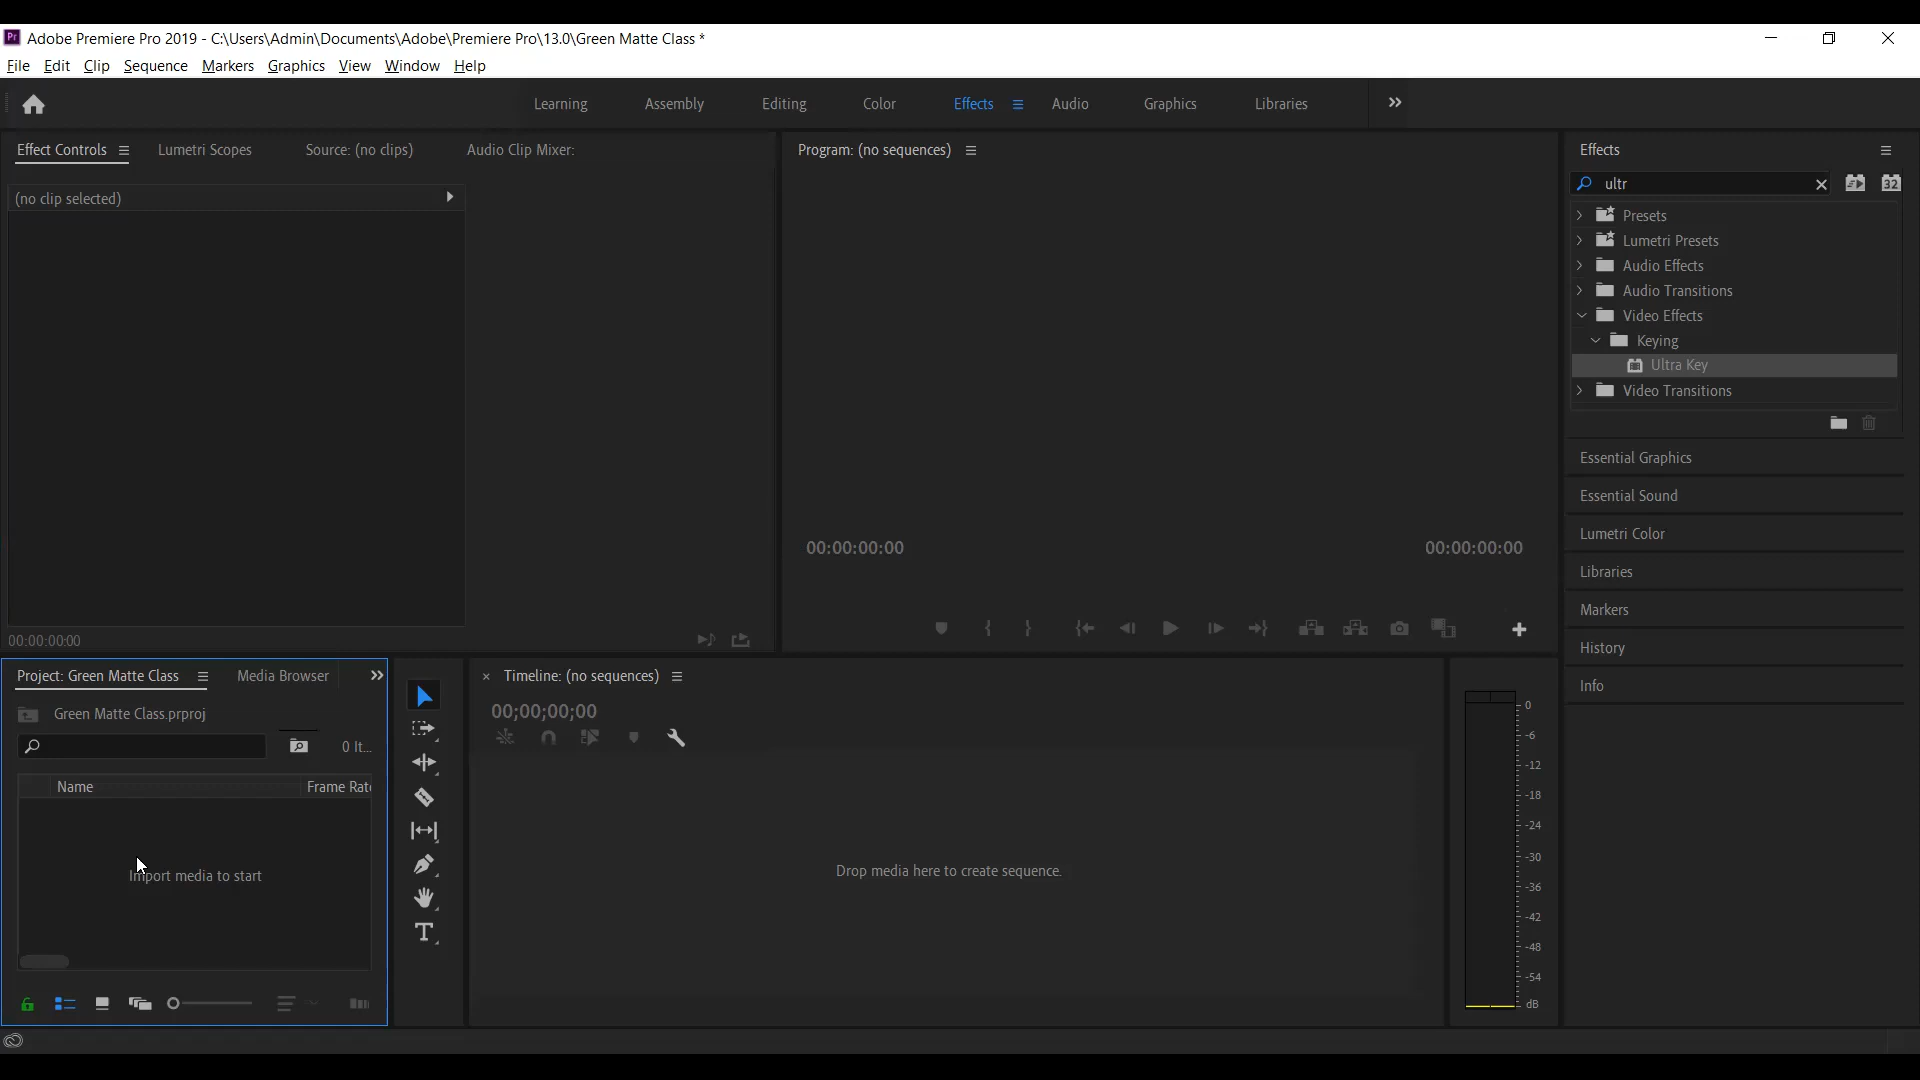 Pr Adobe Premiere Pro 2019 - C:\Users\Admin\Documents\Adobe\Premiere Pro\13.0\Green Matte Class *
File Edit Clip Sequence Markers Graphics View Window Help
Learning Assembly Editing Color Effects Audio Graphics Libraries
Effect Controls Lumetri Scopes Source: (no clips) Audio Clip Mixer:
(no clip selected)
00:00:00:00
Program: (no sequences)
00:00:00:00 00:00:00:00
Effects
ultr
32
Presets
Lumetri Presets
Audio Effects
Audio Transitions
Video Effects
Keying
Ultra Key
Video Transitions
Essential Graphics
Essential Sound
Lumetri Color
Libraries
Markers
History
Info
Project: Green Matte Class Media Browser
Green Matte Class.prproj
0 It...
Name Frame Rat
Import media to start
T
Timeline: (no sequences)
00;00;00;00
Drop media here to create sequence.
0
-6
-12
-18
-24
-30
-36
-42
-48
-54
dB